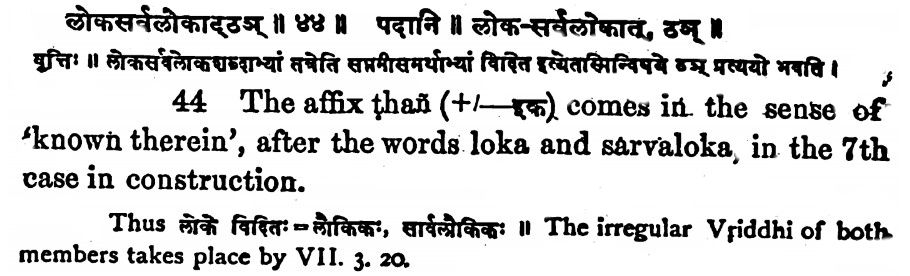 लोकसर्वलोकाद्ठञ् ॥ ४४ ॥ पदानि ॥ लोक-सर्वलोकात्, ठञ् ॥
वृत्तिः ॥ लोकसर्वलोकशब्दाभ्यां तत्रेति सप्तमीसमर्थाभ्यां विदित इत्येतस्मिन्विषये ठञ् प्रत्ययो भवति ।
44 The affix ṭhañ (+/—इक) comes in the sense of
'known therein', after the words loka and sarvaloka, in the 7th
case in construction.
Thus लोके विदितः = लौकिकः, सार्वलौकिकः ॥ The irregular Vṛiddhi of both
members takes place by VII. 3. 20.